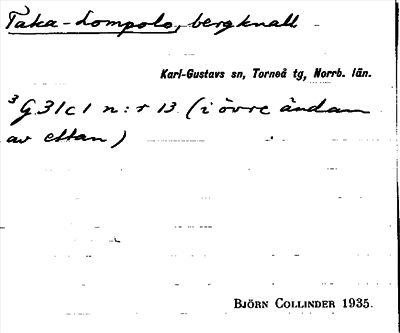 Taka-Lompolo, bergknall
Karl-Gustavs sn, Torneå tg, Norrb. län.
3 G.31c1 n:r 13 (i övre ändan
av ettan)
BJÖRN COLLINDER 1935.